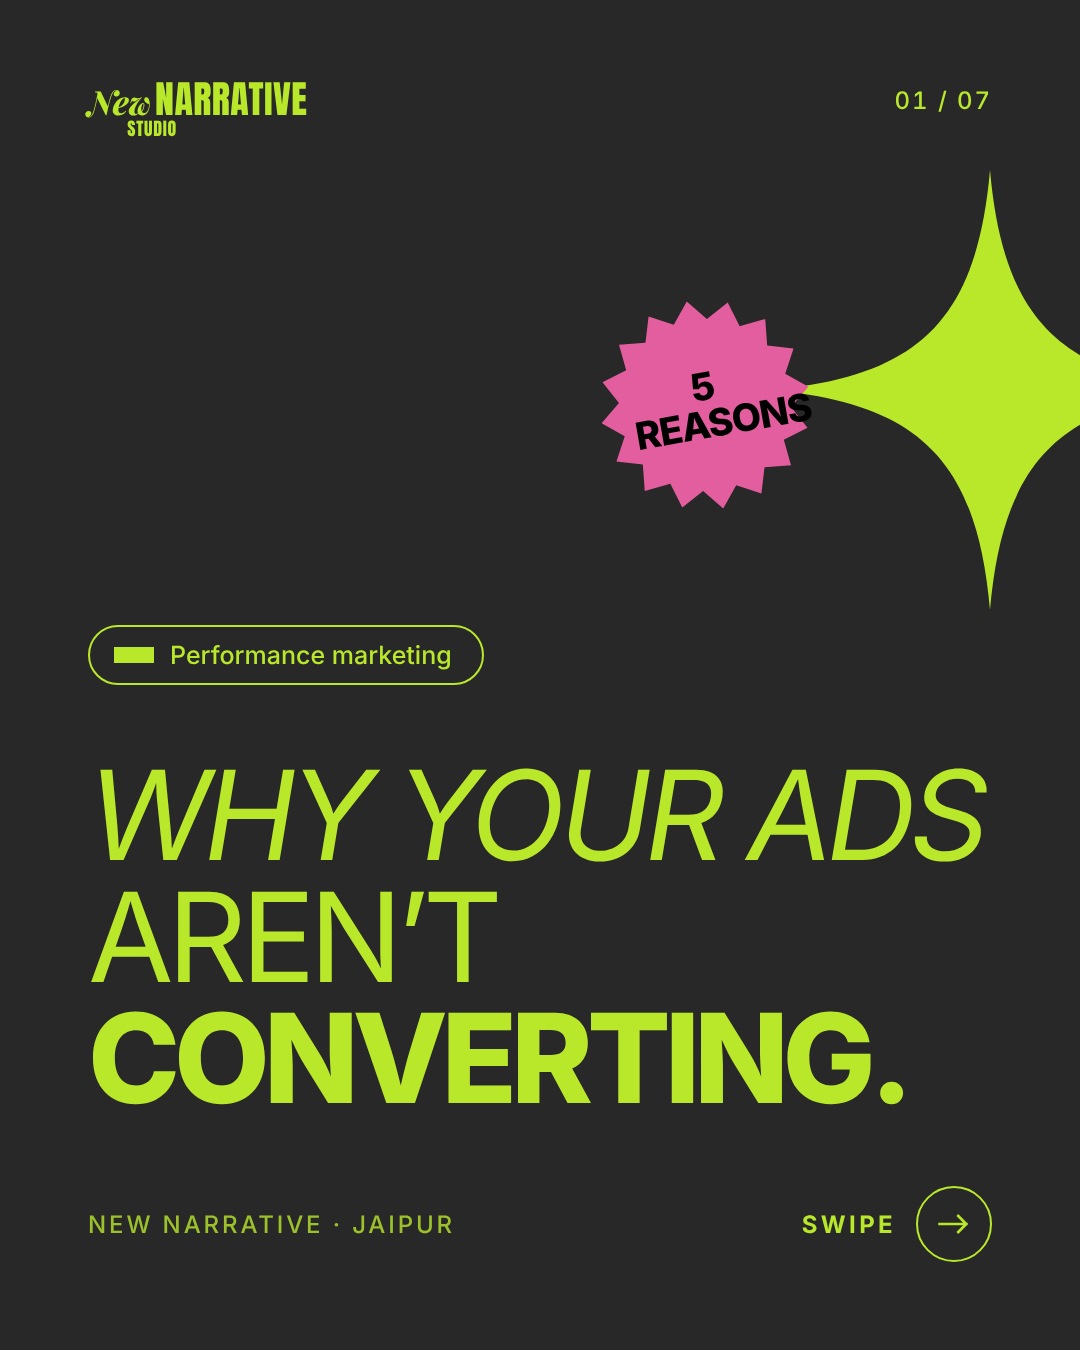 New NARRATIVE
STUDIO
01 / 07
5
REASONS
Performance marketing
WHY YOUR ADS
AREN’T
CONVERTING.
NEW NARRATIVE · JAIPUR
SWIPE →